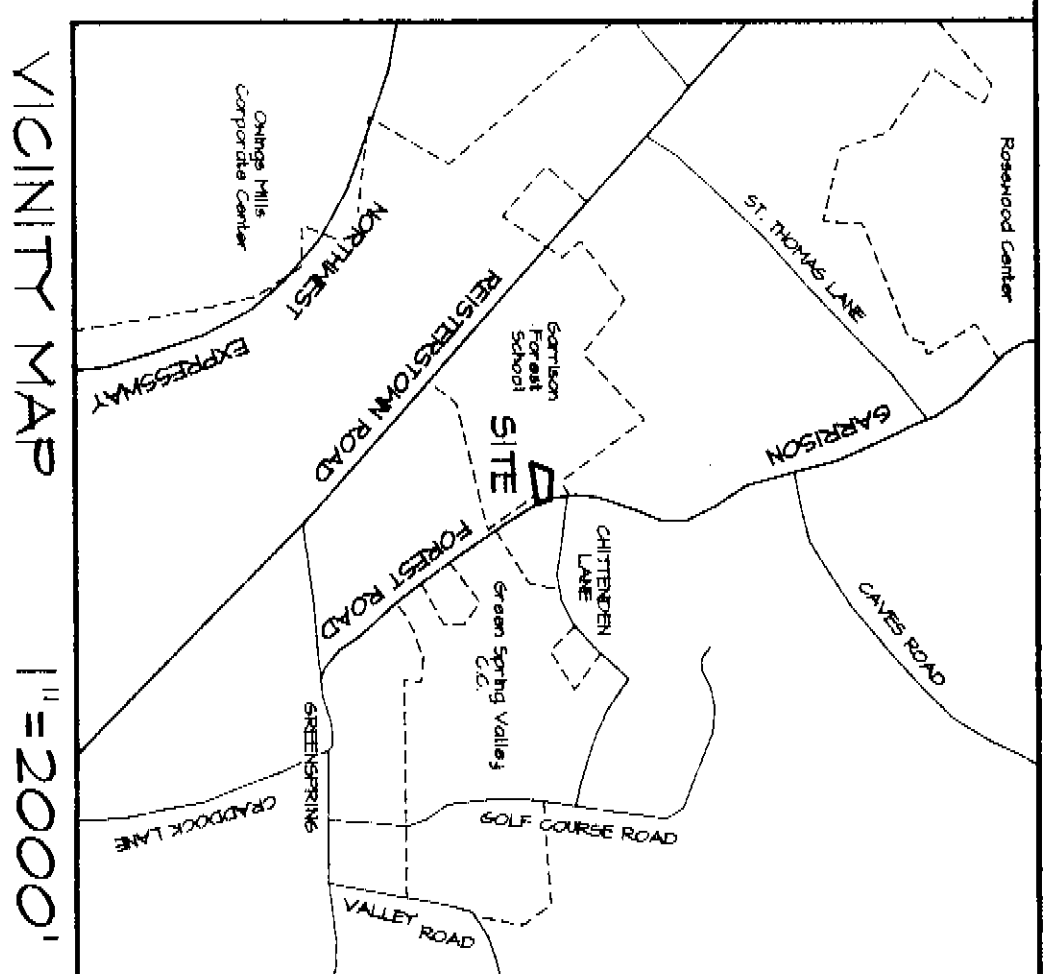 Rosewood Center
ST. THOMAS LANE
GARRISON
FOREST ROAD
CAVES ROAD
Garrison
Forest
School
SITE
CHITTENDEN
LANE
REISTERSTOWN ROAD
Green Spring Valley
C.C.
GOLF COURSE ROAD
Owings Mills
Corporate Center
NORTHWEST
EXPRESSWAY
GREENSPRING
VALLEY
ROAD
CRADDOCK LANE
VICINITY MAP
1"=2000'